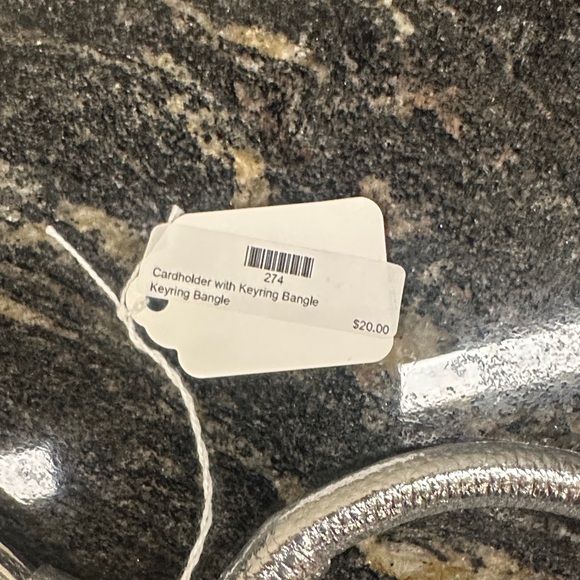 274
Cardholder with Keyring Bangle
Keyring Bangle
$20.00